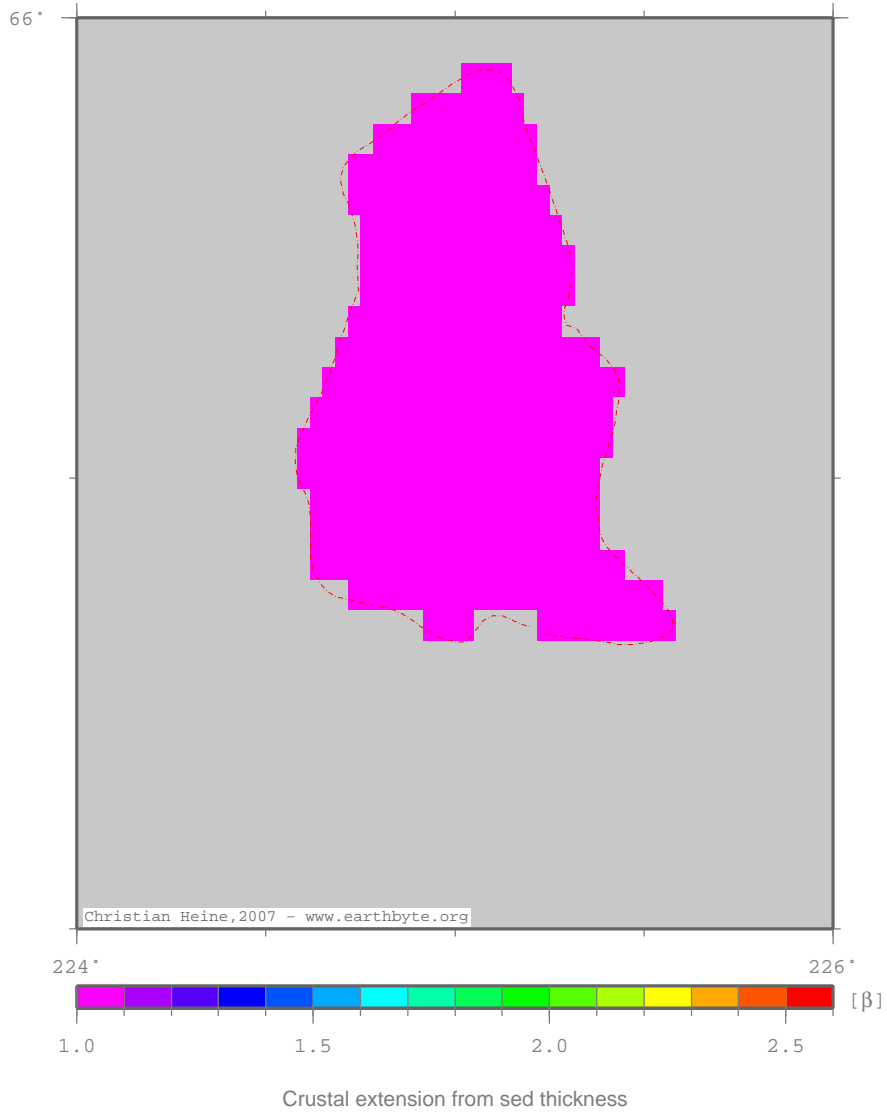 66°
Christian Heine,2007 - www.earthbyte.org
224° 226°
[β]
1.0 1.5 2.0 2.5
Crustal extension from sed thickness